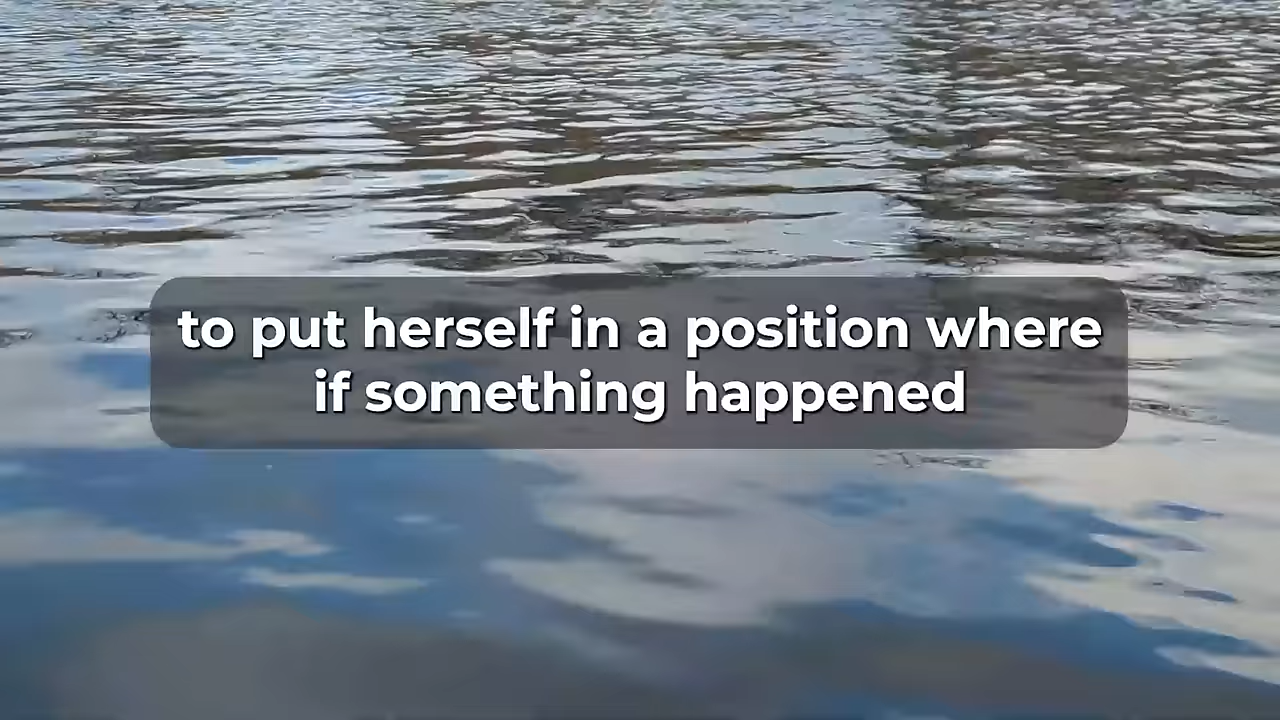 to put herself in a position where
if something happened